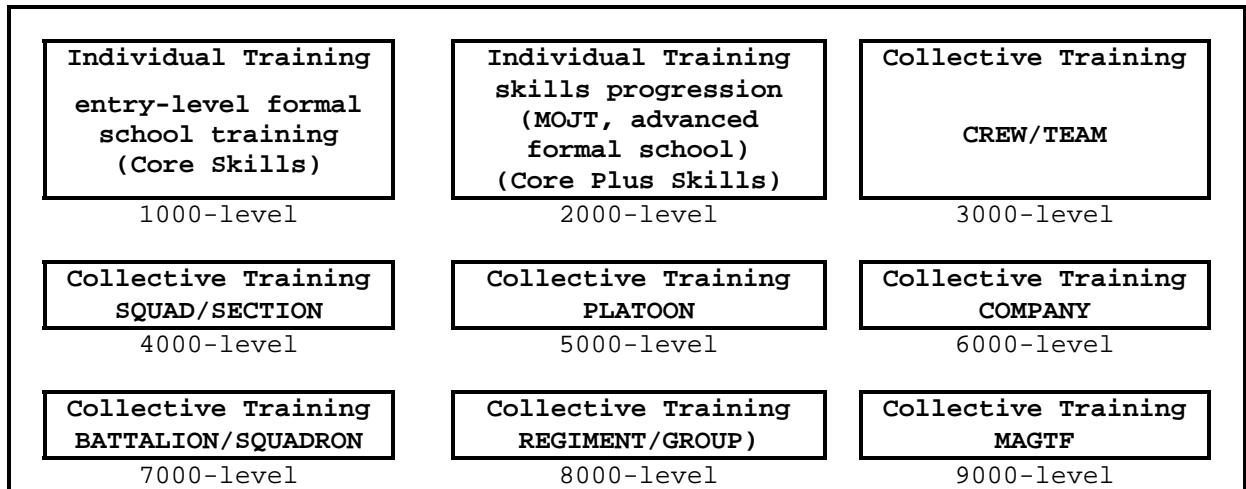 Individual Training
entry-level formal
school training
(Core Skills)
1000-level
Individual Training
skills progression
(MOJT, advanced
formal school)
(Core Plus Skills)
2000-level
Collective Training
CREW/TEAM
3000-level
Collective Training
SQUAD/SECTION
4000-level
Collective Training
PLATOON
5000-level
Collective Training
COMPANY
6000-level
Collective Training
BATTALION/SQUADRON
7000-level
Collective Training
REGIMENT/GROUP)
8000-level
Collective Training
MAGTF
9000-level